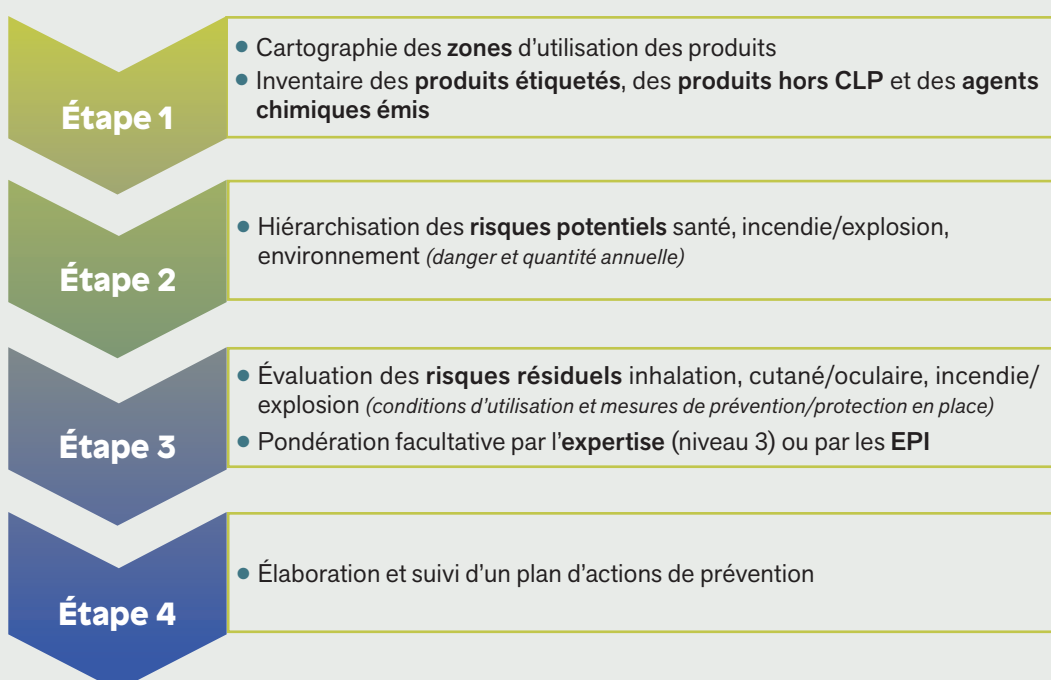 Étape 1
• Cartographie des zones d'utilisation des produits
• Inventaire des produits étiquetés, des produits hors CLP et des agents
chimiques émis
Étape 2
• Hiérarchisation des risques potentiels santé, incendie/explosion,
environnement (danger et quantité annuelle)
Étape 3
• Évaluation des risques résiduels inhalation, cutané/oculaire, incendie/
explosion (conditions d'utilisation et mesures de prévention/protection en place)
• Pondération facultative par l'expertise (niveau 3) ou par les EPI
Étape 4
• Élaboration et suivi d'un plan d'actions de prévention